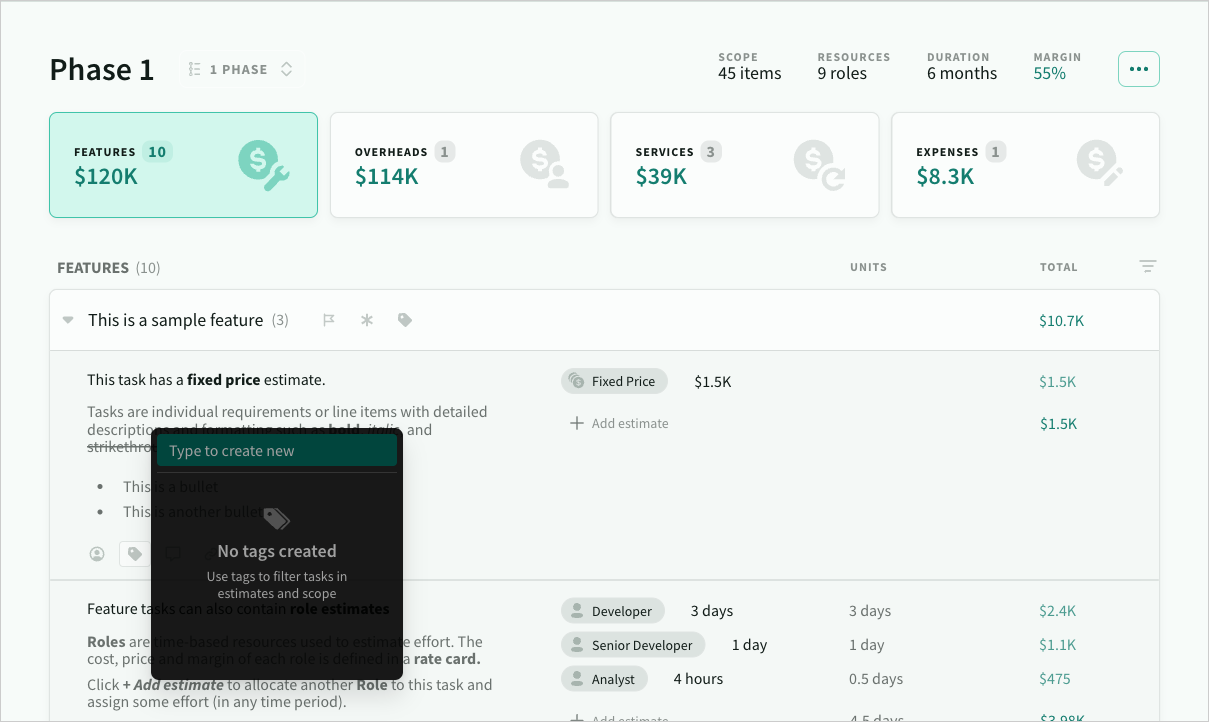 Phase 1
1 PHASE
SCOPE
45 items
RESOURCES
9 roles
DURATION
6 months
MARGIN
55%
FEATURES 10
$120K
OVERHEADS 1
$114K
SERVICES 3
$39K
EXPENSES 1
$8.3K
FEATURES (10)
UNITS
TOTAL
This is a sample feature (3)
$10.7K
This task has a fixed price estimate.
Fixed Price
$1.5K
$1.5K
Tasks are individual requirements or line items with detailed
descriptions and formatting such as bold, italic, and
Add estimate
$1.5K
Type to create new
• This is a bullet
• This is another bullet
No tags created
Use tags to filter tasks in
estimates and scope
Feature tasks can also contain role estimates
Developer
3 days
3 days
$2.4K
Roles are time-based resources used to estimate effort. The
cost, price and margin of each role is defined in a rate card.
Senior Developer
1 day
1 day
$1.1K
Click + Add estimate to allocate another Role to this task and
assign some effort (in any time period).
Analyst
4 hours
0.5 days
$475
Add estimate
4.5 days
$3.98K